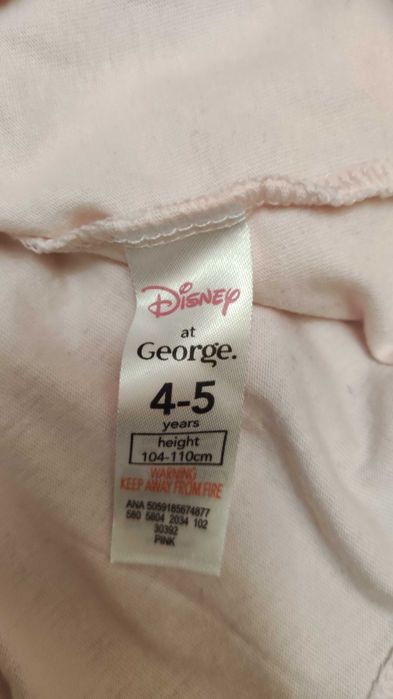 Disney
at
George.
4-5
years
height
104-110cm
WARNING
KEEP AWAY FROM FIRE
ANA 5059185674877
580 5604 2034 102
30392
PINK